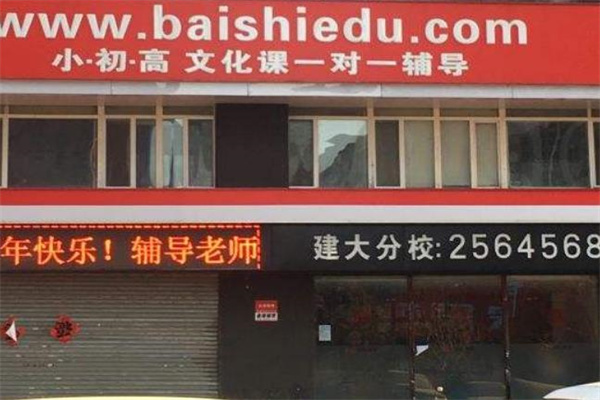 www.baishiedu.com
小·初·高 文化课一对一辅导
年快乐！辅导老师
建大分校:2564568